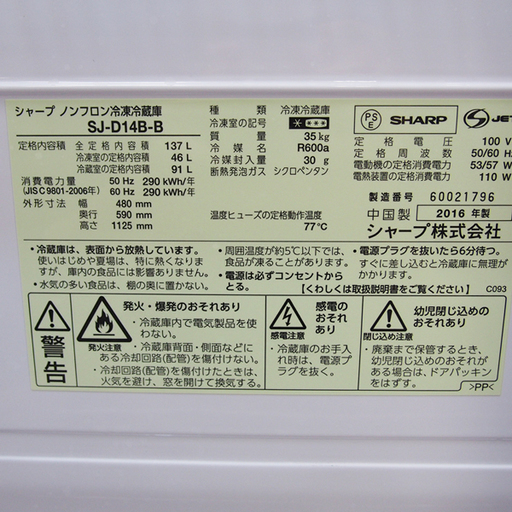 シャープ ノンフロン冷凍冷蔵庫
SJ-D14B-B
定格内容積 全定格内容積 137 L
冷凍室の定格内容積 46 L
冷蔵室の定格内容積 91 L
消費電力量 50 Hz 290 kWh/年
(JIS C 9801-2006年) 60 Hz 290 kWh/年
外形寸法 幅 480 mm
奥行 590 mm
高さ 1125 mm
種類 冷凍冷蔵庫
冷凍室の記号
質量 35 kg
冷媒名 R600a
冷媒封入量 30 g
断熱発泡ガス シクロペンタン
温度ヒューズの定格動作温度
77℃
PS
E
SHARP
JET
定格電圧 100 V
定格周波数 50/60 Hz
電動機の定格消費電力 53/57 W
電熱装置の定格消費電力 110 W
製造番号 60021796
中国製 2016 年製
シャープ株式会社
・冷蔵庫は、表面から放熱しています。
使いはじめや夏場は、特に熱くなります
が、庫内の食品には影響ありません。
・水気の多い食品は、棚の奥に置かない。
・周囲温度が約5℃以下では、
食品が凍ることがあります。
・電源は必ずコンセントから
とる。
・電源プラグを抜いたら6分待つ。
すぐに差し込むと冷蔵庫に無理が
かかります。
【くわしくは取扱説明書をご覧ください】
C093
警告
発火注意
発火・爆発のおそれあり
・冷蔵庫内で電気製品を使
わない。
・冷蔵庫背面、側面などに
ある冷却回路(配管)を傷付けない。
・冷却回路(配管)を傷付けたときは、
火気を避け、窓を開けて換気する。
感電注意
感電の
おそれ
あり
・冷蔵庫のお手入
れ時は、電源プ
ラグを抜く。
閉じ込め注意
幼児閉じ込めの
おそれあり
・廃棄まで保管するとき、幼児
閉じ込めのおそれが
ある場合は、ドアパッキン
をはずす。
>PP<